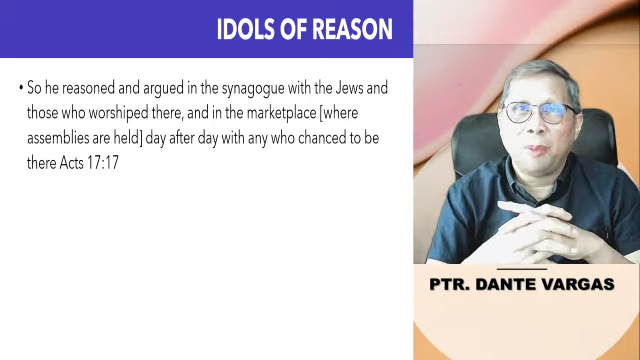 IDOLS OF REASON
• So he reasoned and argued in the synagogue with the Jews and
those who worshiped there, and in the marketplace [where
assemblies are held] day after day with any who chanced to be
there Acts 17:17
PTR. DANTE VARGAS